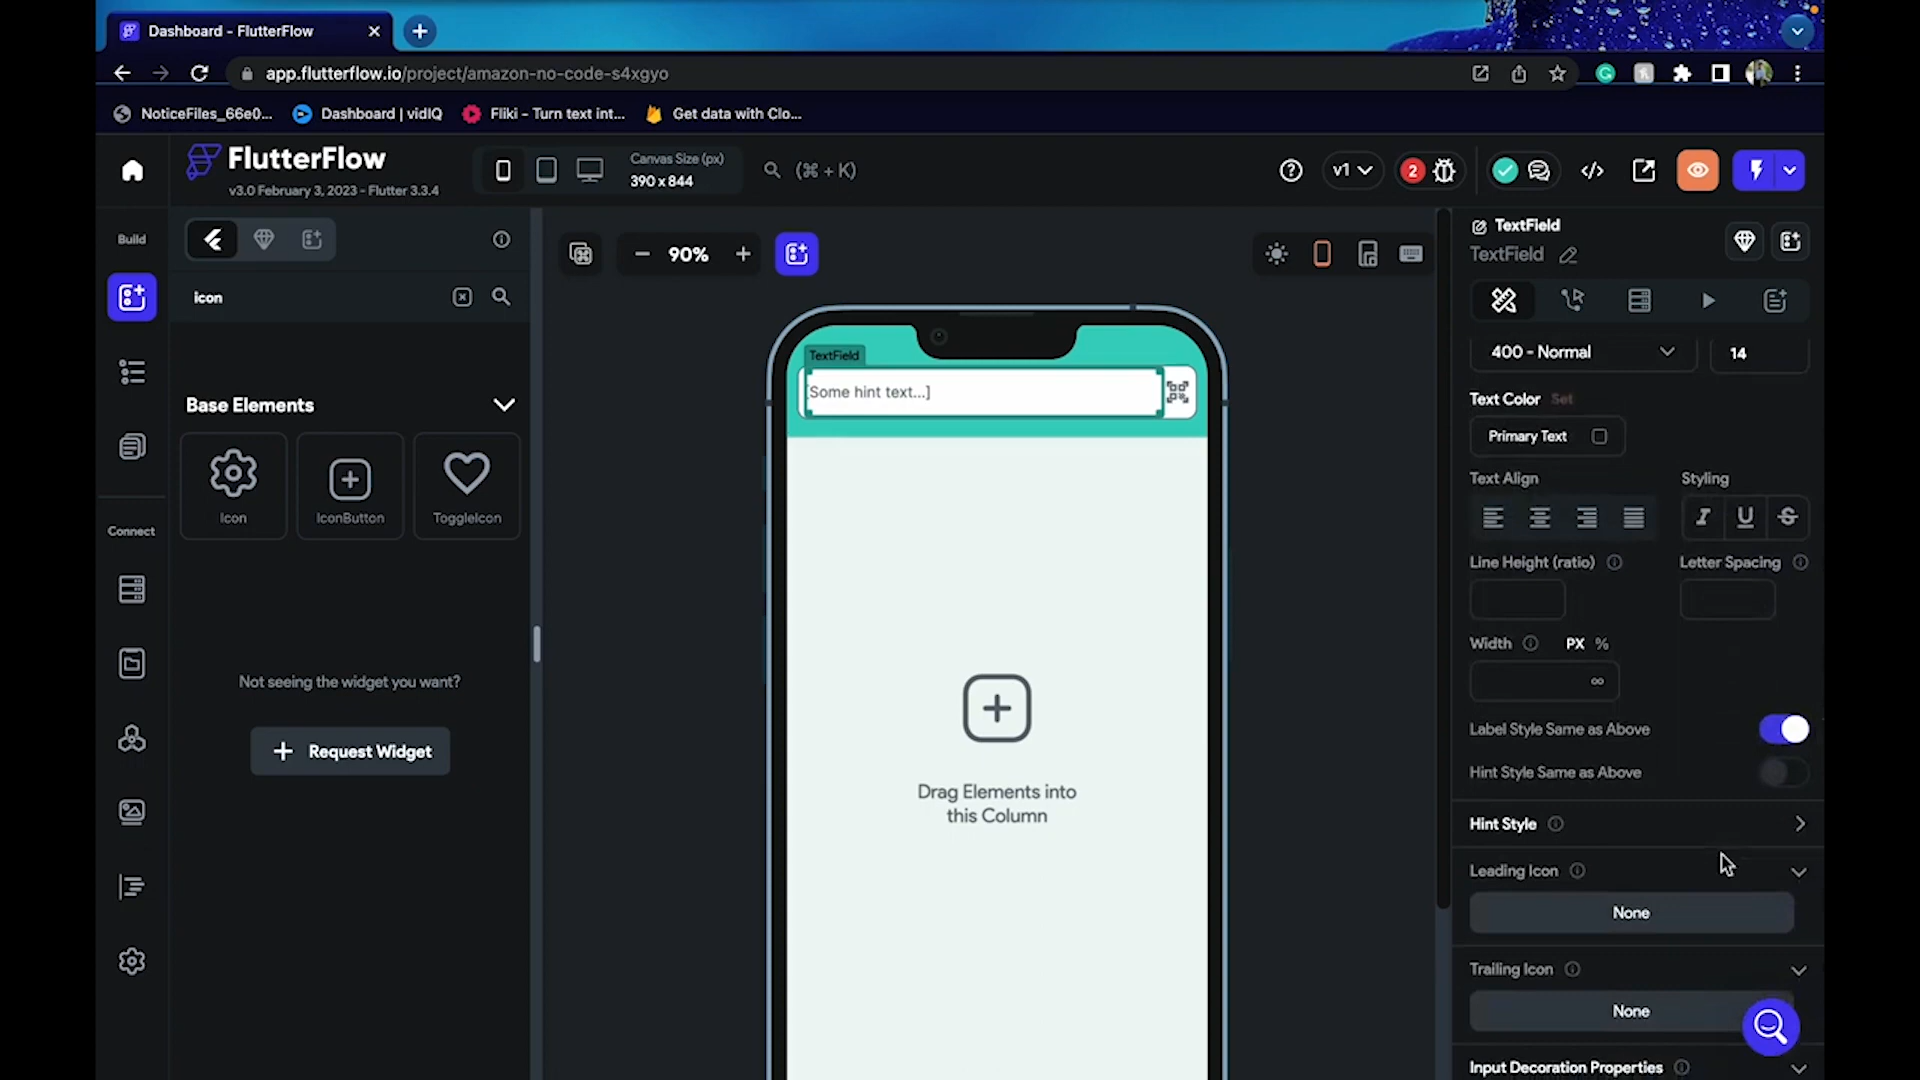 Dashboard - FlutterFlow
app.flutterflow.io/project/amazon-no-code-s4xgyo
NoticeFiles_66e0...
Dashboard | vidIQ
Fliki - Turn text int...
Get data with Clo...
FlutterFlow
v3.0 February 3, 2023 - Flutter 3.3.4
Canvas Size (px)
390 x 844
(⌘ + K)
v1
2
Build
icon
Base Elements
Icon
IconButton
ToggleIcon
Connect
Not seeing the widget you want?
+ Request Widget
90%
TextField
[Some hint text...]
Drag Elements into
this Column
TextField
TextField
400 - Normal
14
Text Color Set
Primary Text
Text Align
Styling
Line Height (ratio)
Letter Spacing
Width
PX %
∞
Label Style Same as Above
Hint Style Same as Above
Hint Style
Leading Icon
None
Trailing Icon
None
Input Decoration Properties